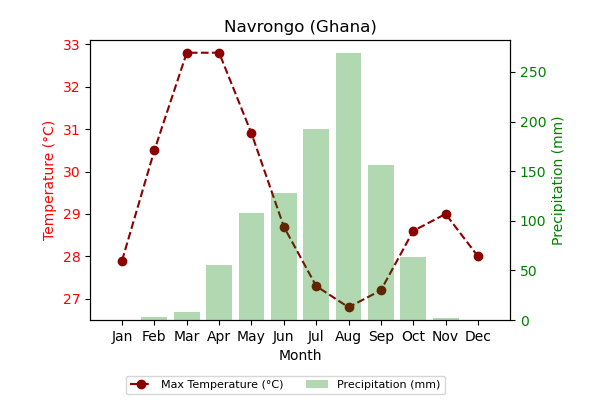 Navrongo (Ghana)
33
32
31
30
29
28
27
Temperature (°C)
250
200
150
100
50
0
Precipitation (mm)
Jan Feb Mar Apr May Jun Jul Aug Sep Oct Nov Dec
Month
Max Temperature (°C) Precipitation (mm)